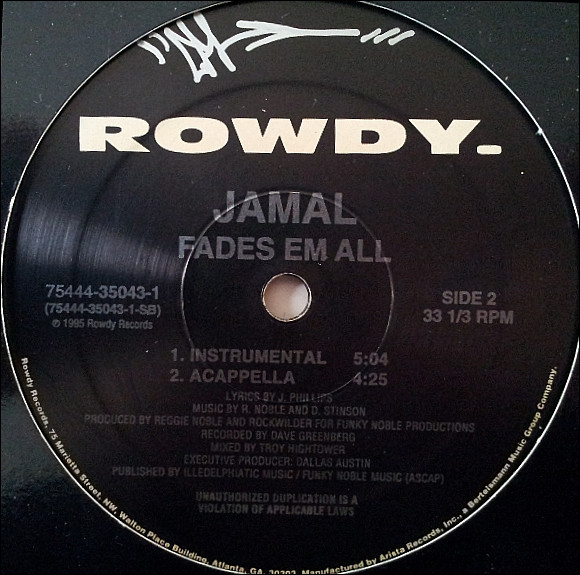 ROWDY.
JAMAL
FADES EM ALL
75444-35043-1
(75444-35043-1-SB)
℗ 1995 Rowdy Records
SIDE 2
33 1/3 RPM
1. INSTRUMENTAL 5:04
2. ACAPPELLA 4:25
LYRICS BY J. PHILLIPS
MUSIC BY R. NOBLE AND D. STINSON
PRODUCED BY REGGIE NOBLE AND ROCKWILDER FOR FUNKY NOBLE PRODUCTIONS
RECORDED BY DAVE GREENBERG
MIXED BY TROY HIGHTOWER
EXECUTIVE PRODUCER: DALLAS AUSTIN
PUBLISHED BY ILLEDELPHATIC MUSIC / FUNKY NOBLE MUSIC (ASCAP)
UNAUTHORIZED DUPLICATION IS A
VIOLATION OF APPLICABLE LAWS
Rowdy Records, 75 Marietta Street, NW, Walton Place Building, Atlanta, GA. 30303. Manufactured by Arista Records, Inc., a Bertelsmann Music Group Company.